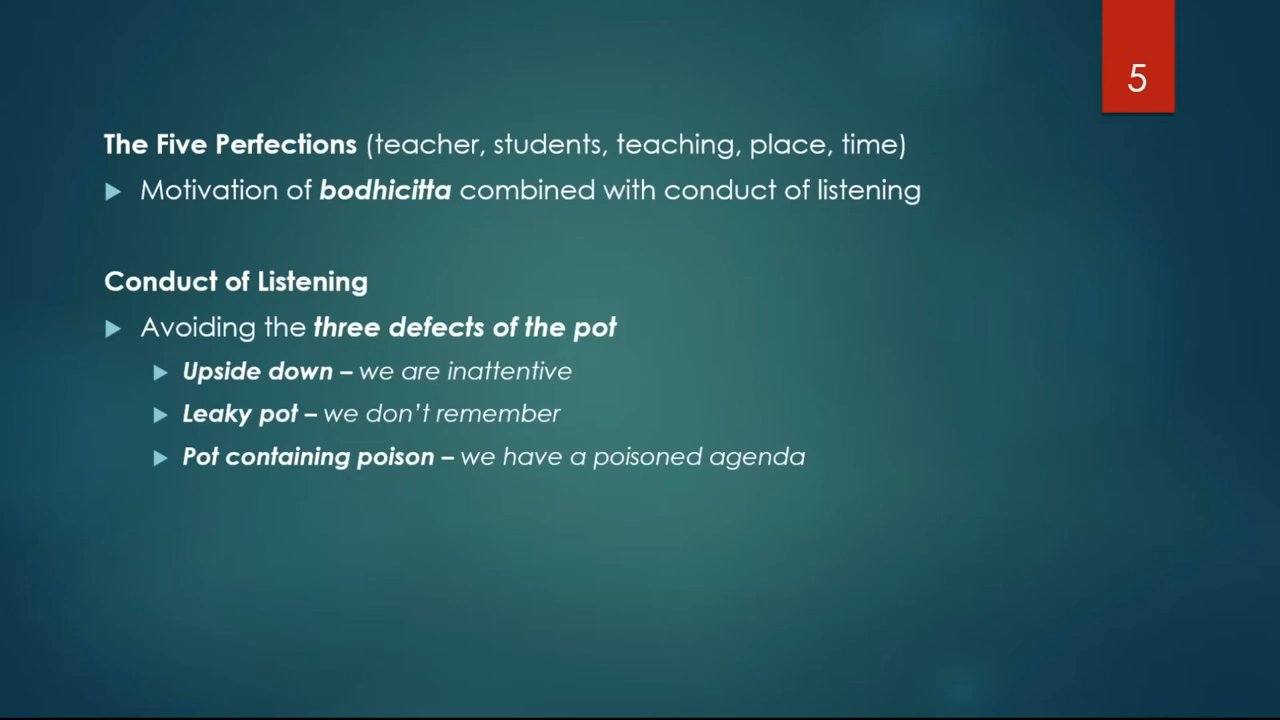 5
The Five Perfections (teacher, students, teaching, place, time)
Motivation of bodhicitta combined with conduct of listening
Conduct of Listening
Avoiding the three defects of the pot
Upside down – we are inattentive
Leaky pot – we don't remember
Pot containing poison – we have a poisoned agenda